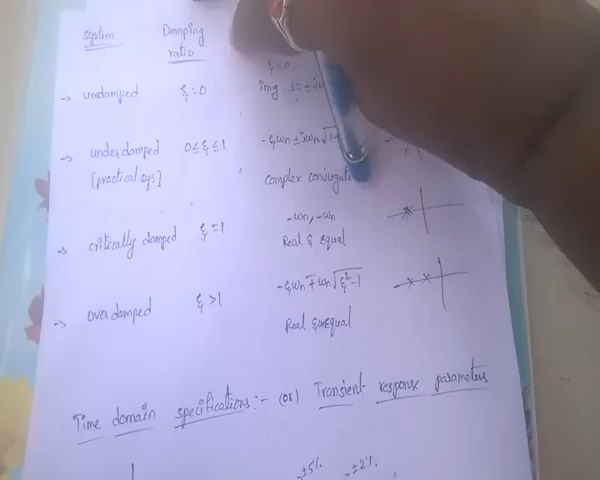 system Damping
ratio
ξ=0
→ undamped ξ=0 Img s=±jω
→ underdamped 0≤ξ≤1 -ξωn±jωn√1-
[practical sys] complex conjugate
→ critically damped ξ=1 -ωn,-ωn
Real & equal
→ overdamped ξ>1 -ξωn∓ωn√ξ²-1
Real & unequal
Time domain specifications:- (or) Transient response parameters
±5%. ±2%.